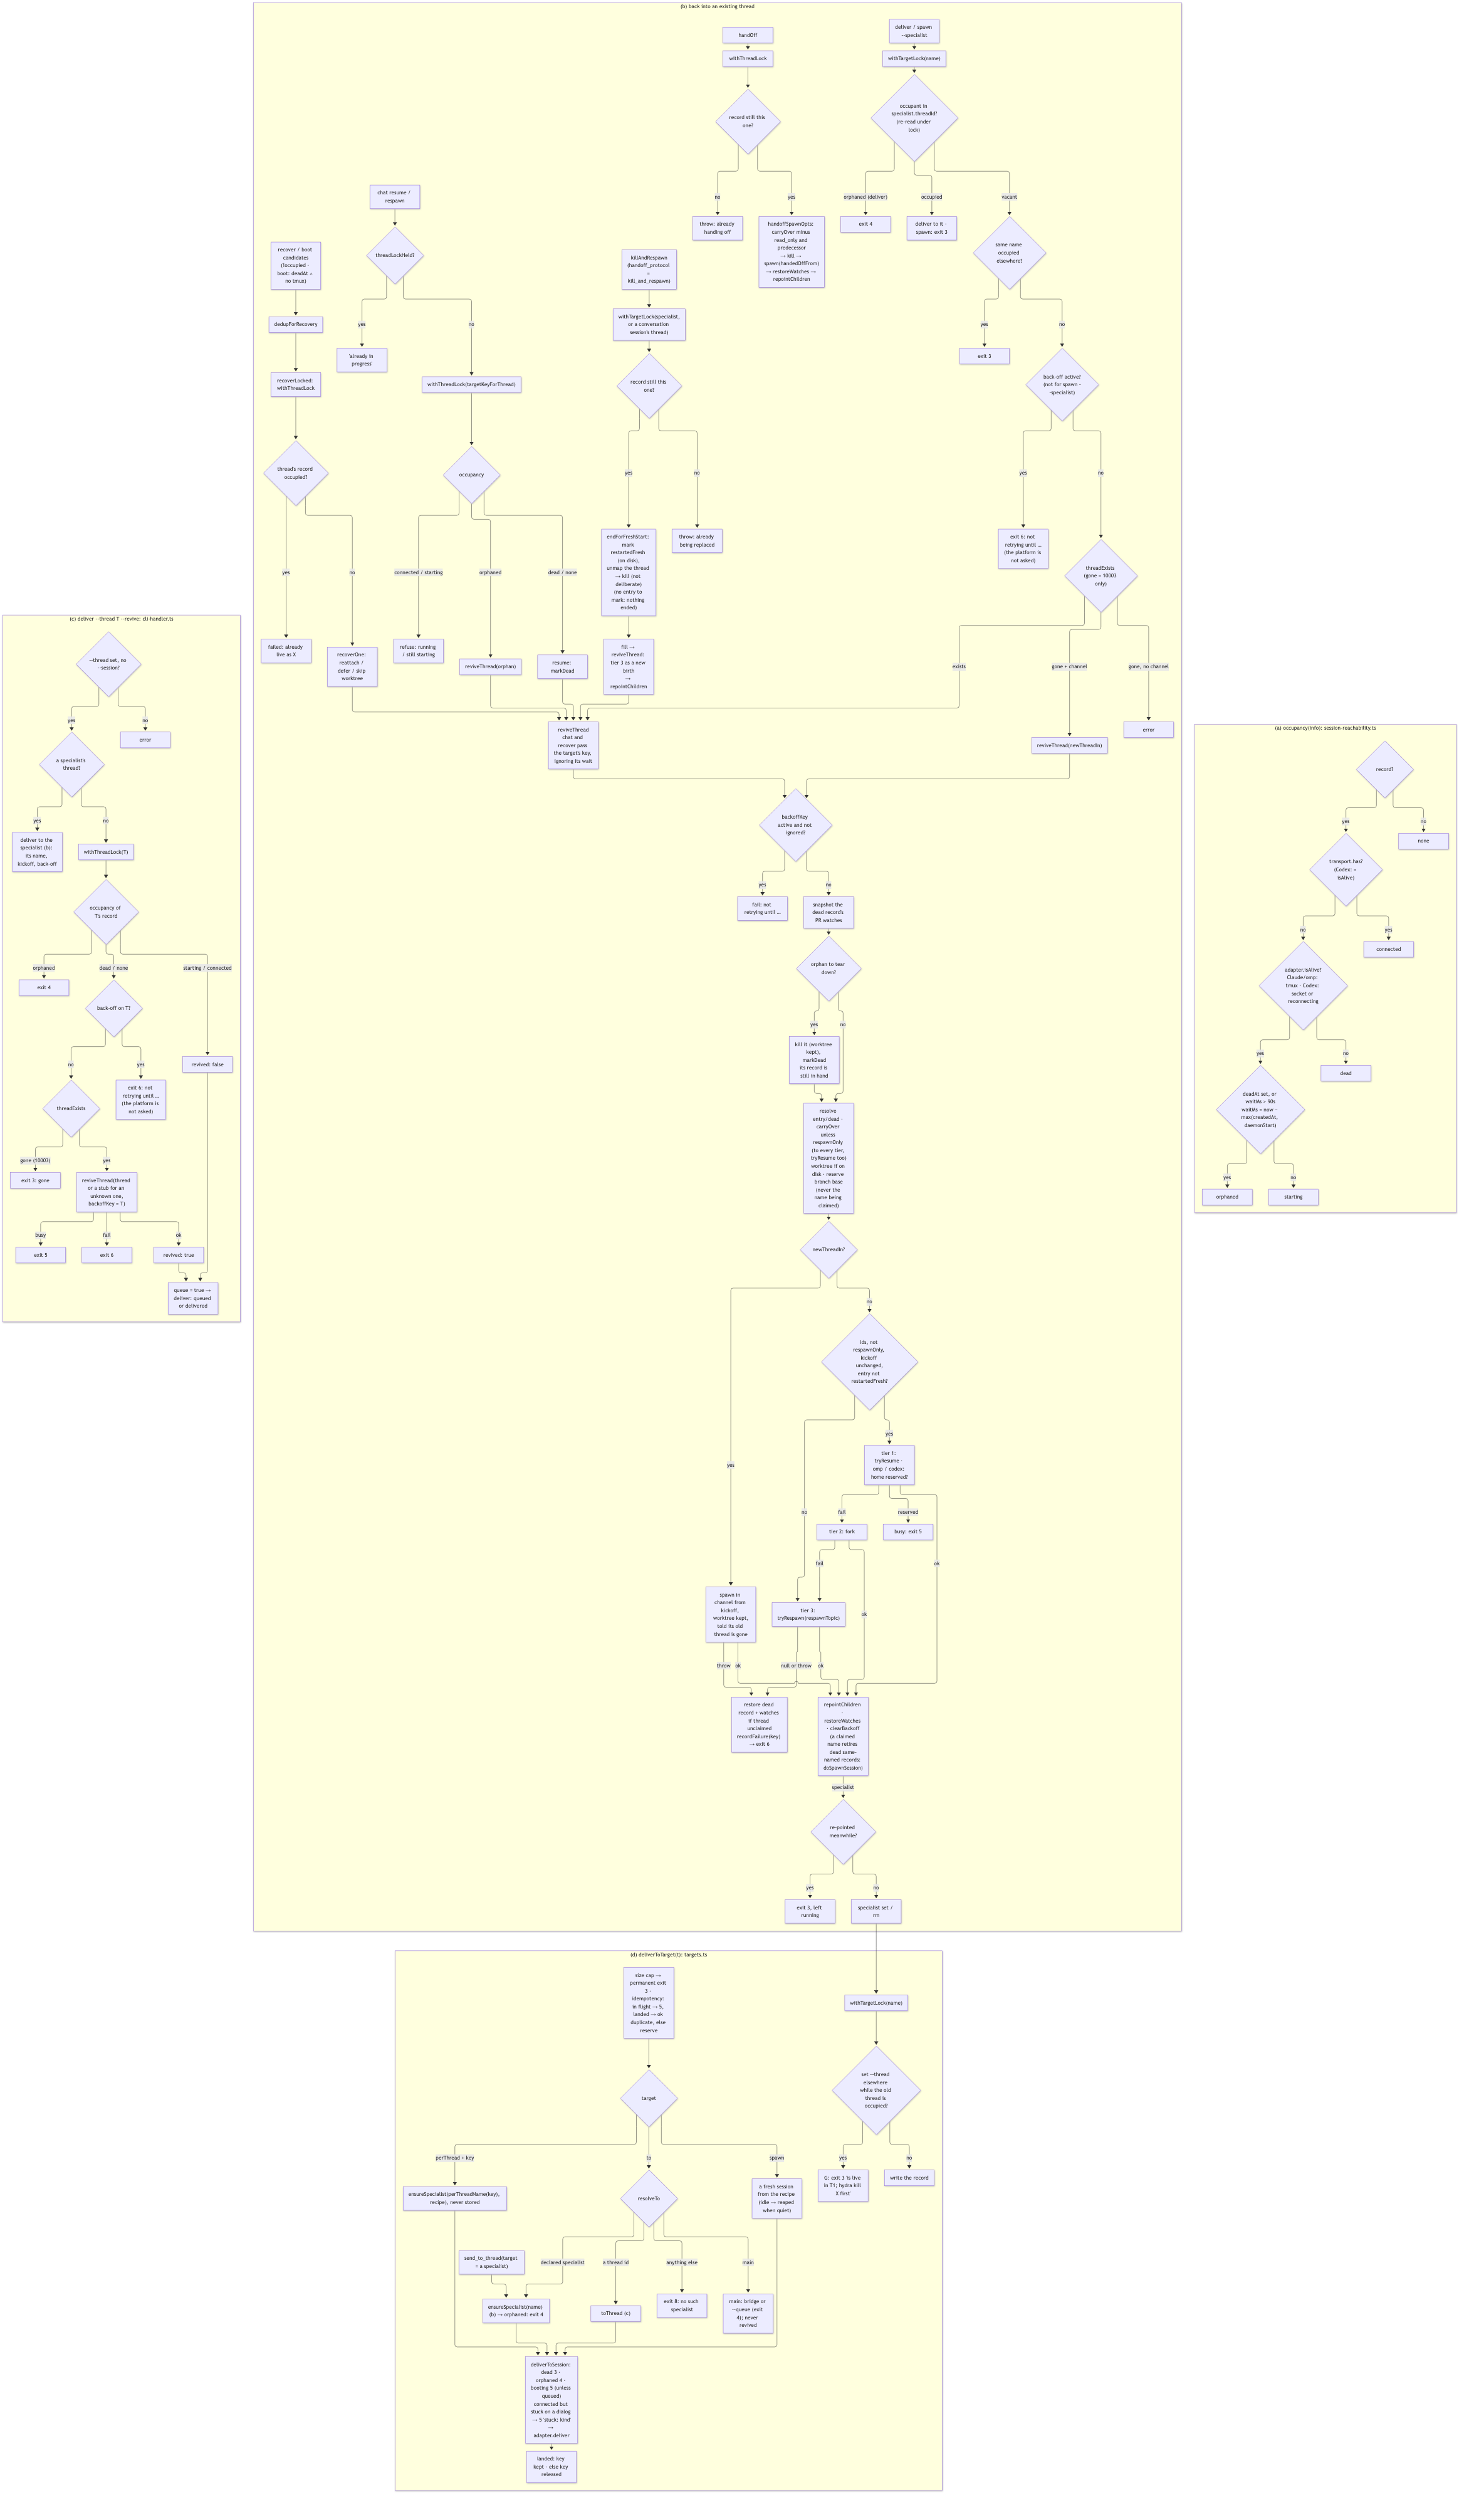 (b) back into an existing thread
handOff
withThreadLock
record still this
one?
no
yes
throw: already
handing off
handoffSpawnOpts:
carryOver minus
read_only and
predecessor
→ kill →
spawn(handedOffFrom)
→ restoreWatches →
repointChildren
deliver / spawn
--specialist
withTargetLock(name)
occupant in
specialist.threadId?
(re-read under
lock)
orphaned (deliver)
occupied
vacant
exit 4
deliver to it ·
spawn: exit 3
same name
occupied
elsewhere?
yes
no
exit 3
back-off active?
(not for spawn -
-specialist)
yes
no
exit 6: not
retrying until …
(the platform is
not asked)
threadExists
(gone = 10003
only)
exists
gone + channel
gone, no channel
reviveThread(newThreadIn)
error
chat resume /
respawn
threadLockHeld?
yes
no
'already in
progress'
withThreadLock(targetKeyForThread)
occupancy
connected / starting
orphaned
dead / none
refuse: running
/ still starting
reviveThread(orphan)
resume:
markDead
recover / boot
candidates
(!occupied ·
boot: deadAt ∧
no tmux)
dedupForRecovery
recoverLocked:
withThreadLock
thread's record
occupied?
yes
no
failed: already
live as X
recoverOne:
reattach /
defer / skip
worktree
killAndRespawn
(handoff_protocol
=
kill_and_respawn)
withTargetLock(specialist,
or a conversation
session's thread)
record still this
one?
yes
no
endForFreshStart:
mark
restartedFresh
(on disk),
unmap the thread
→ kill (not
deliberate)
(no entry to
mark: nothing
ended)
throw: already
being replaced
fill →
reviveThread:
tier 3 as a new
birth
→
repointChildren
reviveThread
chat and
recover pass
the target's key,
ignoring its wait
backoffKey
active and not
ignored?
yes
no
fail: not
retrying until …
snapshot the
dead record's
PR watches
orphan to tear
down?
yes
no
kill it (worktree
kept),
markDead
its record is
still in hand
resolve
entry/dead ·
carryOver
unless
respawnOnly
(to every tier,
tryResume too)
worktree if on
disk · reserve
branch base
(never the
name being
claimed)
newThreadIn?
yes
no
ids, not
respawnOnly,
kickoff
unchanged,
entry not
restartedFresh?
no
yes
tier 1:
tryResume ·
omp / codex:
home reserved?
fail
reserved
ok
tier 2: fork
busy: exit 5
fail
ok
spawn in
channel from
kickoff,
worktree kept,
told its old
thread is gone
tier 3:
tryRespawn(respawnTopic)
throw
ok
null or throw
ok
restore dead
record + watches
if thread
unclaimed
recordFailure(key)
→ exit 6
repointChildren
·
restoreWatches
· clearBackoff
(a claimed
name retires
dead same-
named records:
doSpawnSession)
specialist
re-pointed
meanwhile?
yes
no
exit 3, left
running
specialist set /
rm
(c) deliver --thread T --revive: cli-handler.ts
--thread set, no
--session?
yes
no
error
a specialist's
thread?
yes
no
deliver to the
specialist (b):
its name,
kickoff, back-off
withThreadLock(T)
occupancy of
T's record
orphaned
dead / none
starting / connected
exit 4
back-off on T?
no
yes
revived: false
threadExists
exit 6: not
retrying until …
(the platform is
not asked)
gone (10003)
yes
exit 3: gone
reviveThread(thread
or a stub for an
unknown one,
backoffKey = T)
busy
fail
ok
exit 5
exit 6
revived: true
queue = true →
deliver: queued
or delivered
(a) occupancy(info): session-reachability.ts
record?
yes
no
none
transport.has?
(Codex: =
isAlive)
no
yes
connected
adapter.isAlive?
Claude/omp:
tmux · Codex:
socket or
reconnecting
yes
no
dead
deadAt set, or
waitMs > 90s
waitMs = now −
max(createdAt,
daemonStart)
yes
no
orphaned
starting
(d) deliverToTarget(t): targets.ts
size cap →
permanent exit
3 ·
idempotency:
in flight → 5,
landed → ok
duplicate, else
reserve
target
perThread + key
to
spawn
ensureSpecialist(perThreadName(key),
recipe), never stored
resolveTo
a fresh session
from the recipe
(idle → reaped
when quiet)
send_to_thread(target
= a specialist)
declared specialist
a thread id
anything else
main
ensureSpecialist(name)
(b) → orphaned: exit 4
toThread (c)
exit 8: no such
specialist
main: bridge or
--queue (exit
4); never
revived
deliverToSession:
dead 3 ·
orphaned 4 ·
booting 5 (unless
queued)
connected but
stuck on a dialog
→ 5 'stuck: kind'
→
adapter.deliver
landed: key
kept · else key
released
withTargetLock(name)
set --thread
elsewhere
while the old
thread is
occupied?
yes
no
G: exit 3 'is live
in T1; hydra kill
X first'
write the record